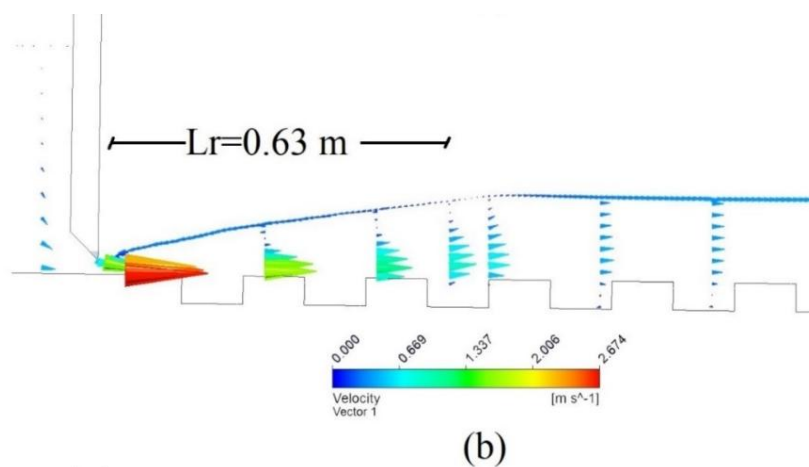 Lr=0.63 m
0.000
0.669
1.337
2.006
2.674
Velocity
Vector 1
[m s^-1]
(b)